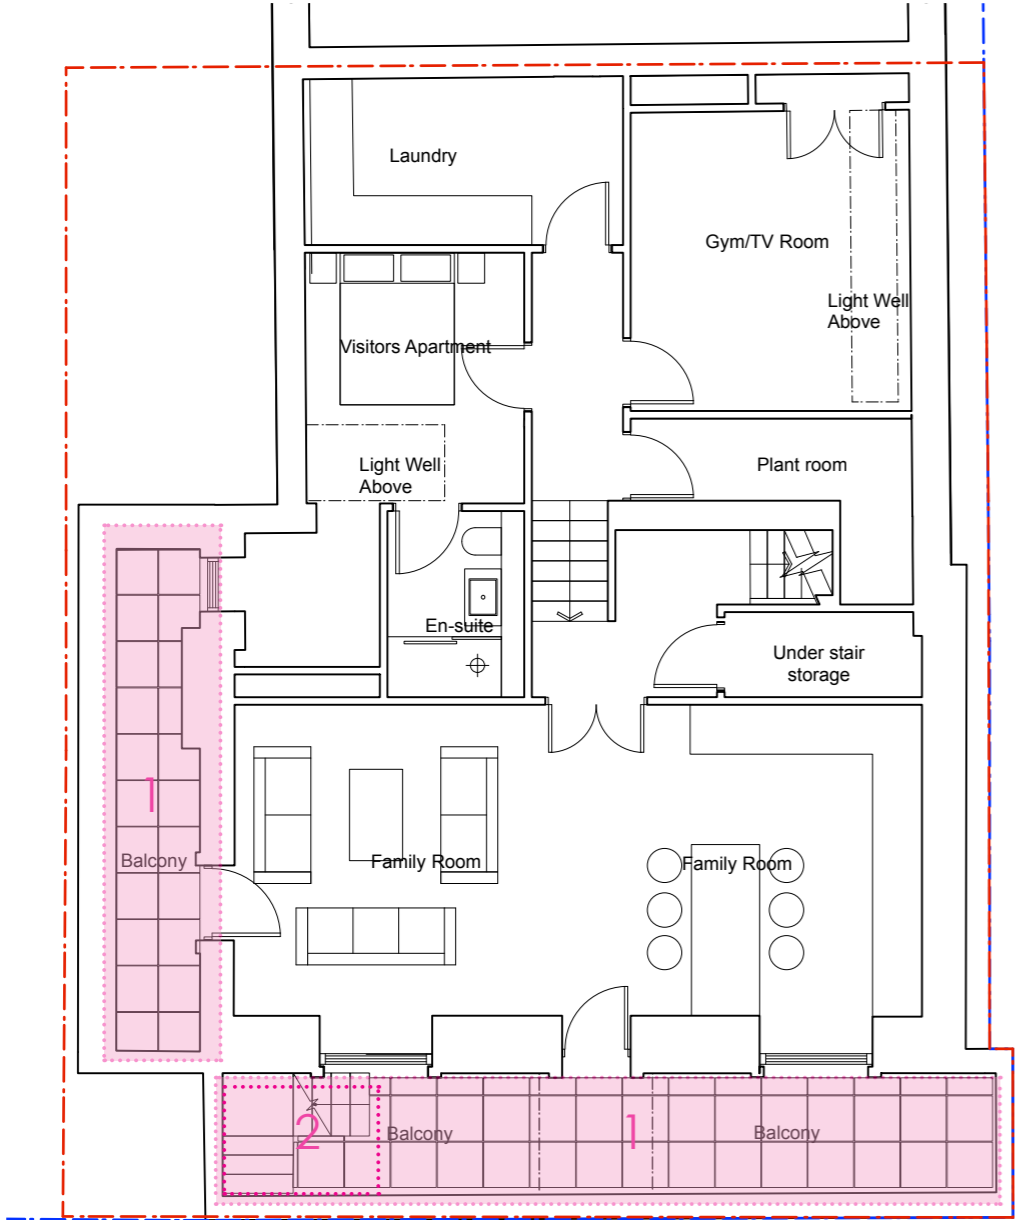 Laundry
Gym/TV Room
Light Well
Above
Visitors Apartment
Light Well
Above
Plant room
En-suite
Under stair
storage
1
Balcony
Family Room
Family Room
2
Balcony
1
Balcony